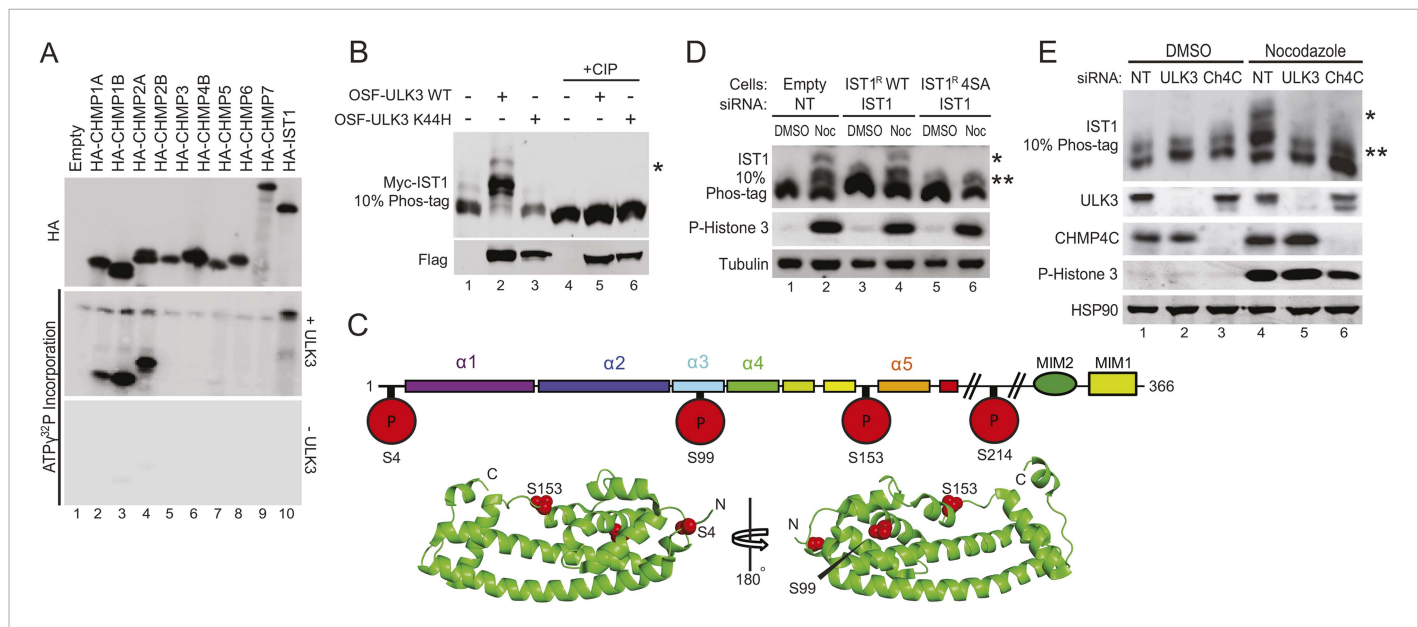 A
Empty
HA-CHMP1A
HA-CHMP1B
HA-CHMP2A
HA-CHMP2B
HA-CHMP3
HA-CHMP4B
HA-CHMP5
HA-CHMP6
HA-CHMP7
HA-IST1
HA
ATPγ³²P Incorporation
+ ULK3
- ULK3
1 2 3 4 5 6 7 8 9 10
B
+CIP
OSF-ULK3 WT - + - - + -
OSF-ULK3 K44H - - + - - +
Myc-IST1
10% Phos-tag
*
Flag
1 2 3 4 5 6
D
Cells: Empty IST1ᴿ WT IST1ᴿ 4SA
siRNA: NT IST1 IST1
DMSO Noc DMSO Noc DMSO Noc
IST1
10%
Phos-tag
*
**
P-Histone 3
Tubulin
1 2 3 4 5 6
E
DMSO Nocodazole
siRNA: NT ULK3 Ch4C NT ULK3 Ch4C
IST1
10% Phos-tag
*
**
ULK3
CHMP4C
P-Histone 3
HSP90
1 2 3 4 5 6
C
α1 α2 α3 α4 α5 MIM2 MIM1
1 366
P P P P
S4 S99 S153 S214
C S153 N S4
180°
N S153 C
S99